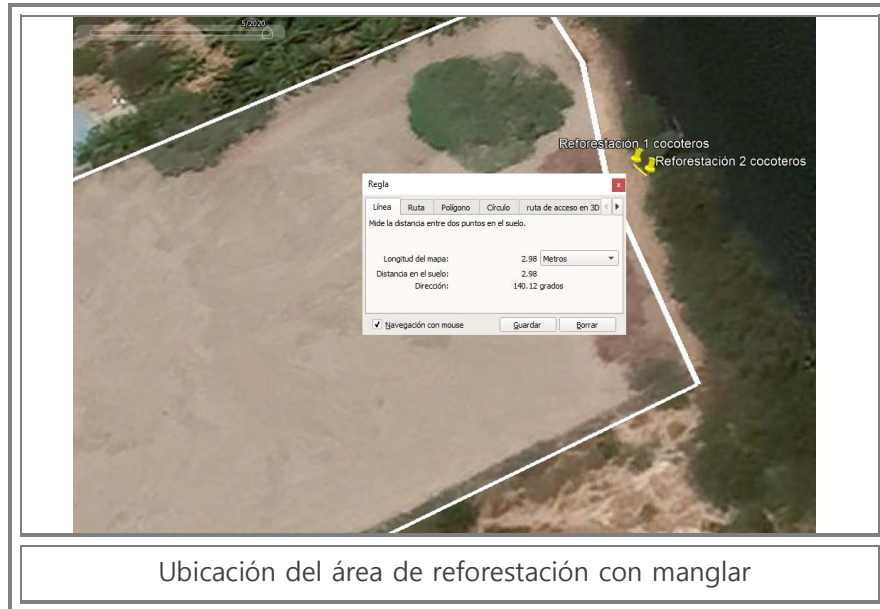 5/2020
Reforestación 1 cocoteros
Reforestación 2 cocoteros
Regla
x
Línea Ruta Polígono Círculo ruta de acceso en 3D
Mide la distancia entre dos puntos en el suelo.
Longitud del mapa: 2.98 Metros
Distancia en el suelo: 2.98
Dirección: 140.12 grados
Navegación con mouse Guardar Borrar
Ubicación del área de reforestación con manglar